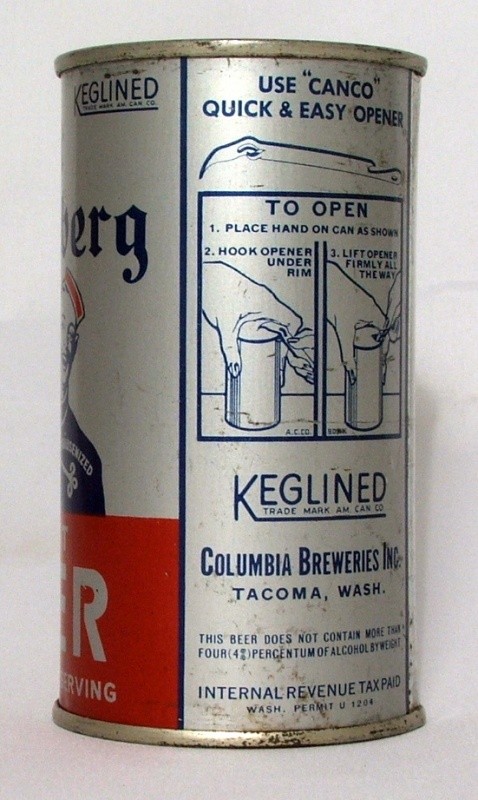 KEGLINED
TRADE MARK AM. CAN CO.
berg
GENIZED
T
ER
ERVING
USE "CANCO"
QUICK & EASY OPENER
TO OPEN
1. PLACE HAND ON CAN AS SHOWN
2. HOOK OPENER
UNDER
RIM
3. LIFT OPENER
FIRMLY ALL
THE WAY
A.C.CO.
KEGLINED
TRADE MARK AM. CAN CO.
COLUMBIA BREWERIES INC.
TACOMA, WASH.
THIS BEER DOES NOT CONTAIN MORE THAN
FOUR (4%) PERCENTUM OF ALCOHOL BY WEIGHT
INTERNAL REVENUE TAX PAID
WASH. PERMIT U 1204